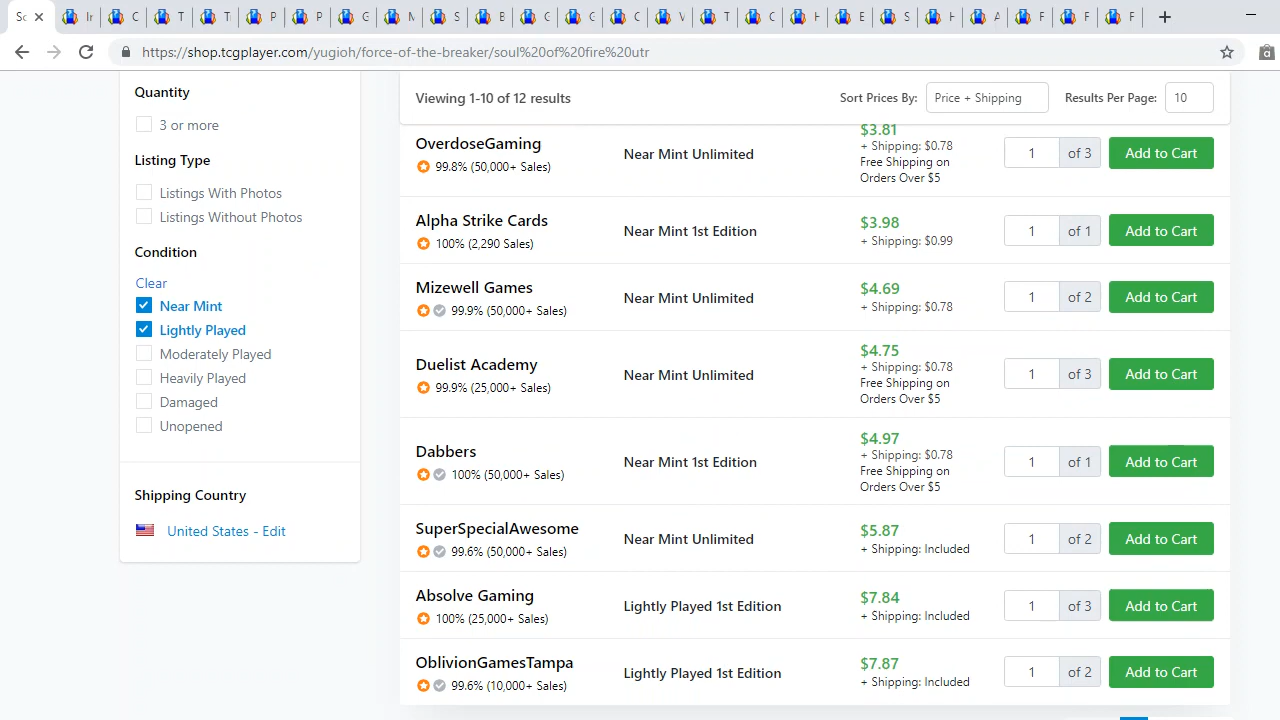 Sc
Ir
C
T
T
P
P
G
M
S
B
C
C
C
V
T
C
H
E
S
H
A
F
F
F
https://shop.tcgplayer.com/yugioh/force-of-the-breaker/soul%20of%20fire%20utr
Quantity
3 or more
Listing Type
Listings With Photos
Listings Without Photos
Condition
Clear
Near Mint
Lightly Played
Moderately Played
Heavily Played
Damaged
Unopened
Shipping Country
United States - Edit
Viewing 1-10 of 12 results
Sort Prices By:
Price + Shipping
Results Per Page:
10
OverdoseGaming
99.8% (50,000+ Sales)
Near Mint Unlimited
$3.81
+ Shipping: $0.78
Free Shipping on
Orders Over $5
1 of 3
Add to Cart
Alpha Strike Cards
100% (2,290 Sales)
Near Mint 1st Edition
$3.98
+ Shipping: $0.99
1 of 1
Add to Cart
Mizewell Games
99.9% (50,000+ Sales)
Near Mint Unlimited
$4.69
+ Shipping: $0.78
1 of 2
Add to Cart
Duelist Academy
99.9% (25,000+ Sales)
Near Mint Unlimited
$4.75
+ Shipping: $0.78
Free Shipping on
Orders Over $5
1 of 3
Add to Cart
Dabbers
100% (50,000+ Sales)
Near Mint 1st Edition
$4.97
+ Shipping: $0.78
Free Shipping on
Orders Over $5
1 of 1
Add to Cart
SuperSpecialAwesome
99.6% (50,000+ Sales)
Near Mint Unlimited
$5.87
+ Shipping: Included
1 of 2
Add to Cart
Absolve Gaming
100% (25,000+ Sales)
Lightly Played 1st Edition
$7.84
+ Shipping: Included
1 of 3
Add to Cart
OblivionGamesTampa
99.6% (10,000+ Sales)
Lightly Played 1st Edition
$7.87
+ Shipping: Included
1 of 2
Add to Cart